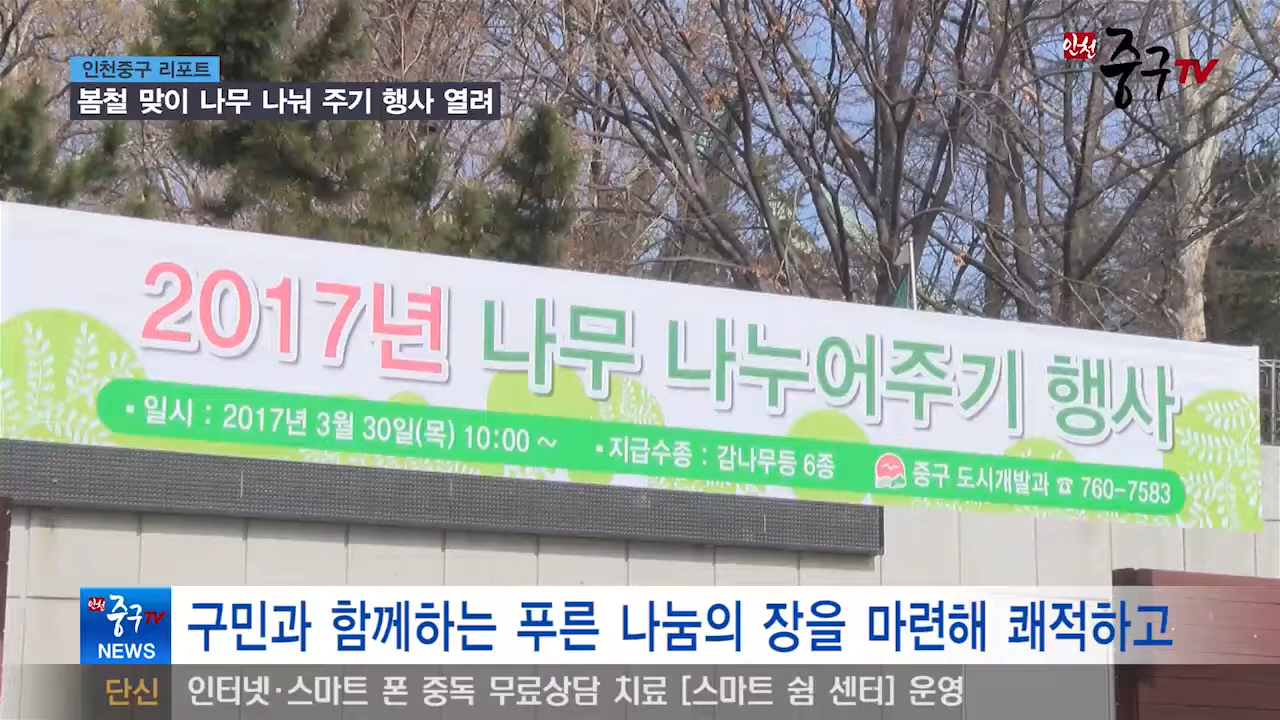 인천중구 리포트
인천 중구TV
봄철 맞이 나무 나눠 주기 행사 열려
2017년 나무 나누어주기 행사
▪ 일시 : 2017년 3월 30일(목) 10:00 ~ ▪ 지급수종 : 감나무등 6종 중구 도시개발과 ☎ 760-7583
인천 중구TV
NEWS
구민과 함께하는 푸른 나눔의 장을 마련해 쾌적하고
단신 인터넷·스마트 폰 중독 무료상담 치료 [스마트 쉼 센터] 운영